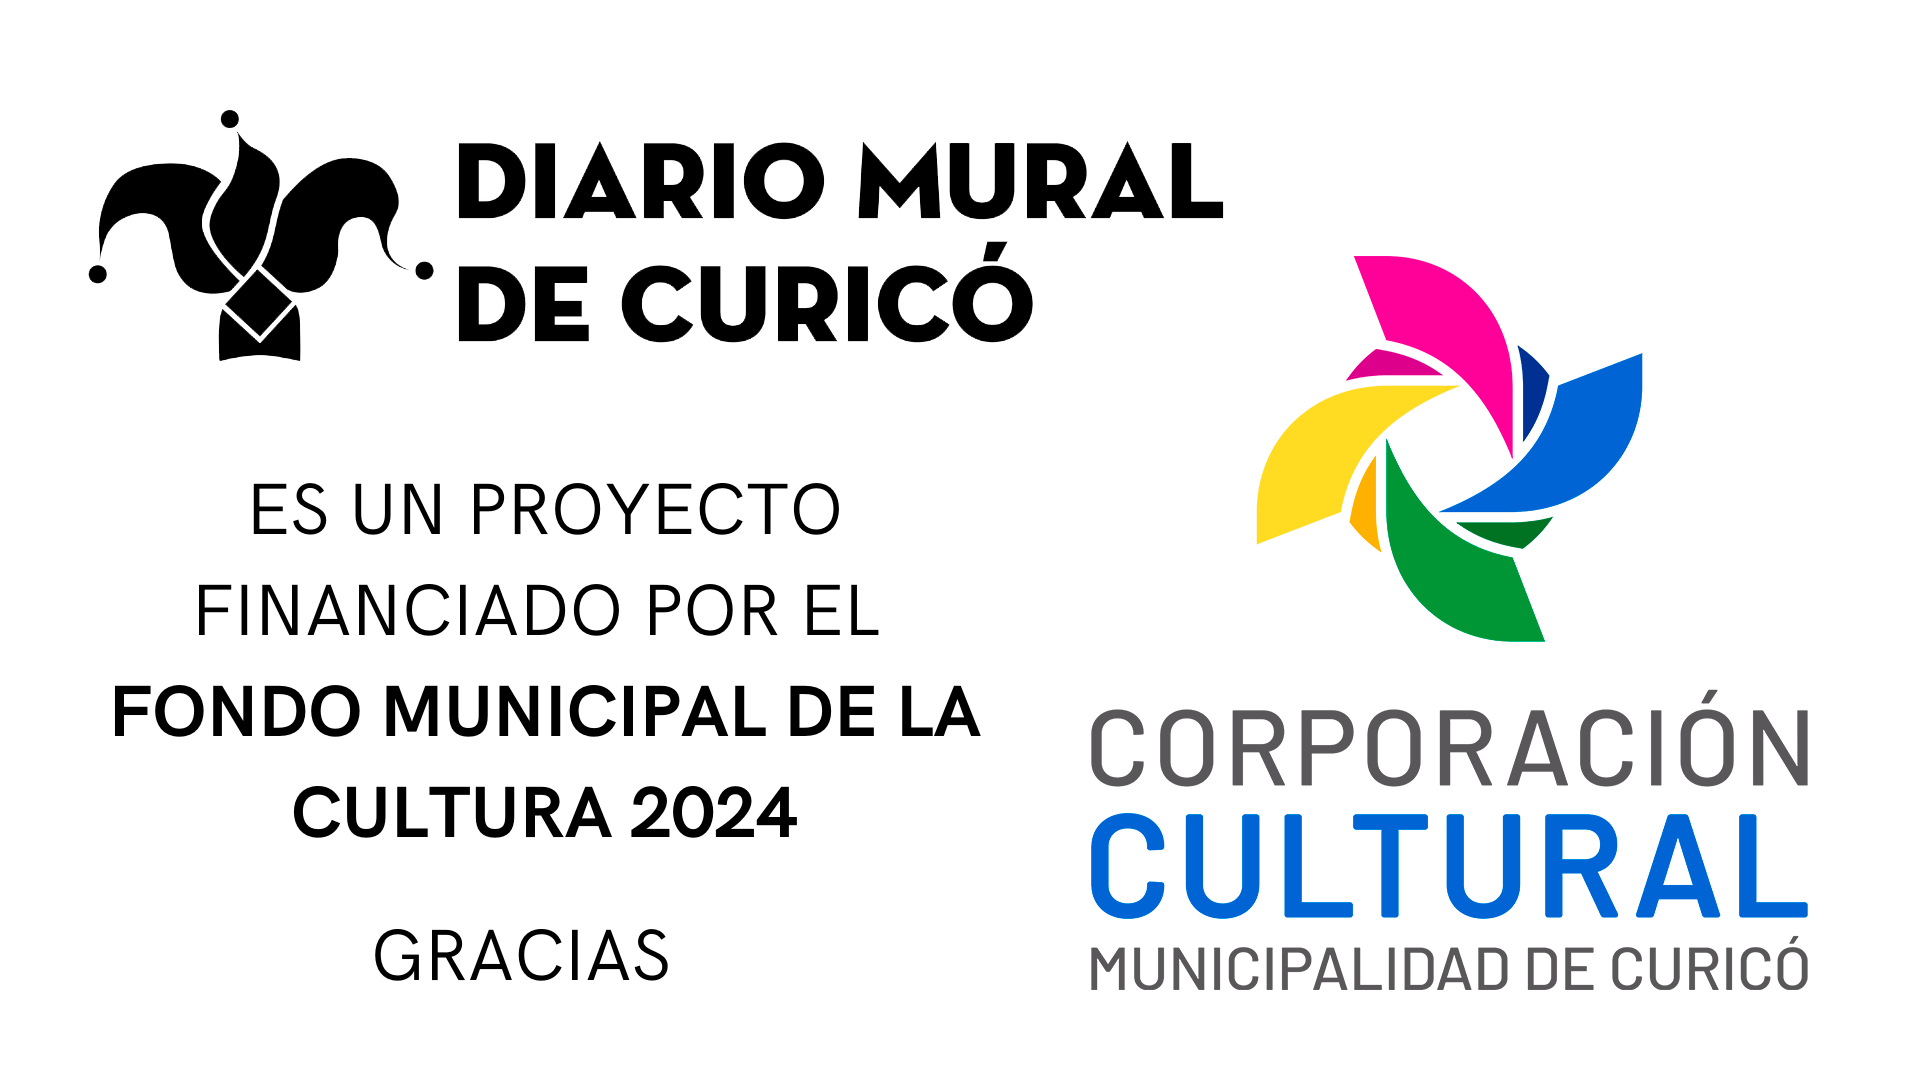 DIARIO MURAL
DE CURICÓ
ES UN PROYECTO
FINANCIADO POR EL
FONDO MUNICIPAL DE LA
CULTURA 2024
GRACIAS
CORPORACIÓN
CULTURAL
MUNICIPALIDAD DE CURICÓ